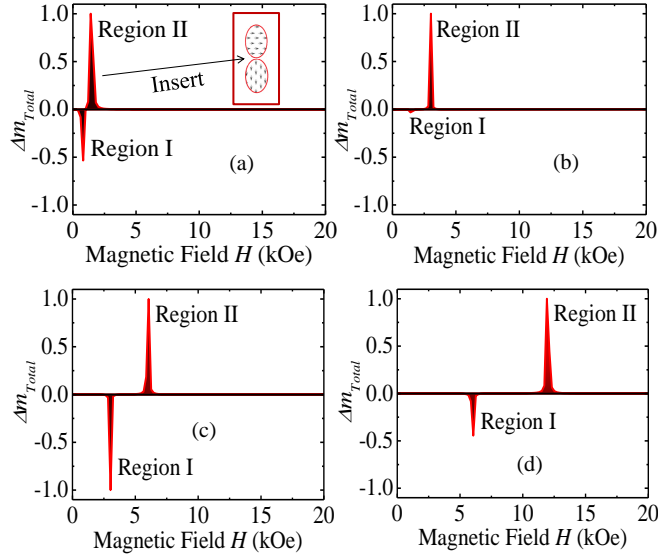 1.0
0.5
0.0
-0.5
-1.0
Δm_Total
Region II
Insert
Region I
(a)
0 5 10 15 20
Magnetic Field H (kOe)
1.0
0.5
0.0
-0.5
-1.0
Δm_Total
Region II
Region I
(b)
0 5 10 15 20
Magnetic Field H (kOe)
1.0
0.5
0.0
-0.5
-1.0
Δm_Total
Region II
(c)
Region I
0 5 10 15 20
Magnetic Field H (kOe)
1.0
0.5
0.0
-0.5
-1.0
Δm_Total
Region II
Region I
(d)
0 5 10 15 20
Magnetic Field H (kOe)